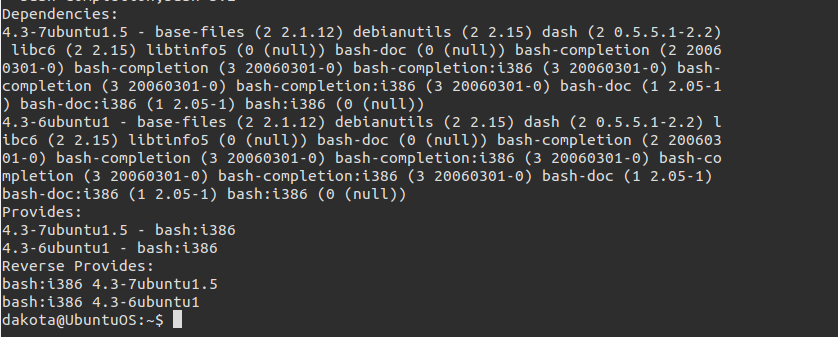 Dependencies:
4.3-7ubuntu1.5 - base-files (2 2.1.12) debianutils (2 2.15) dash (2 0.5.5.1-2.2)
 libc6 (2 2.15) libtinfo5 (0 (null)) bash-doc (0 (null)) bash-completion (2 2006
0301-0) bash-completion (3 20060301-0) bash-completion:i386 (3 20060301-0) bash-
completion (3 20060301-0) bash-completion:i386 (3 20060301-0) bash-doc (1 2.05-1
) bash-doc:i386 (1 2.05-1) bash:i386 (0 (null))
4.3-6ubuntu1 - base-files (2 2.1.12) debianutils (2 2.15) dash (2 0.5.5.1-2.2) l
ibc6 (2 2.15) libtinfo5 (0 (null)) bash-doc (0 (null)) bash-completion (2 200603
01-0) bash-completion (3 20060301-0) bash-completion:i386 (3 20060301-0) bash-co
mpletion (3 20060301-0) bash-completion:i386 (3 20060301-0) bash-doc (1 2.05-1)
bash-doc:i386 (1 2.05-1) bash:i386 (0 (null))
Provides:
4.3-7ubuntu1.5 - bash:i386
4.3-6ubuntu1 - bash:i386
Reverse Provides:
bash:i386 4.3-7ubuntu1.5
bash:i386 4.3-6ubuntu1
dakota@UbuntuOS:~$